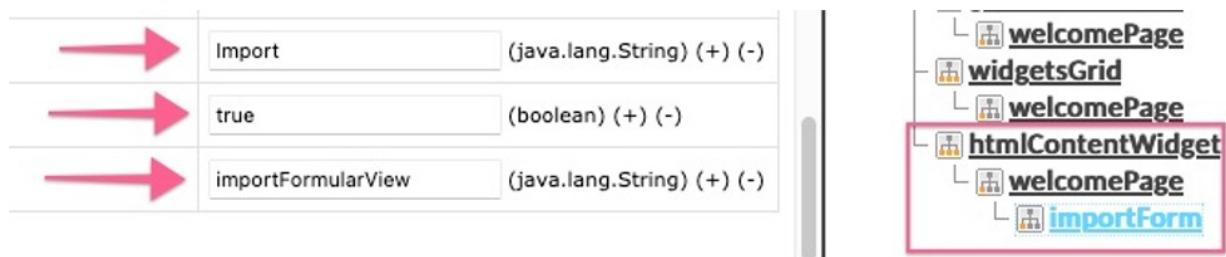 Import (java.lang.String) (+) (-)
true (boolean) (+) (-)
importFormularView (java.lang.String) (+) (-)
welcomePage
widgetsGrid
welcomePage
htmlContentWidget
welcomePage
importForm